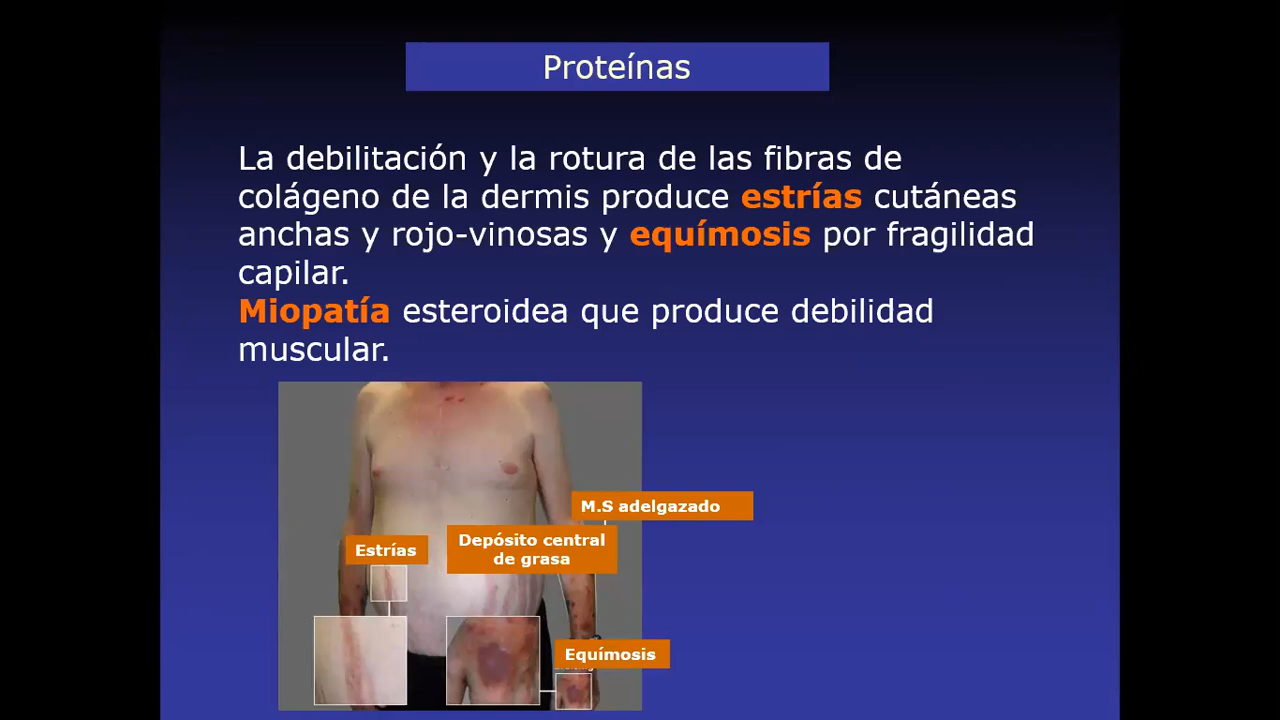 Proteínas
La debilitación y la rotura de las fibras de
colágeno de la dermis produce estrías cutáneas
anchas y rojo-vinosas y equímosis por fragilidad
capilar.
Miopatía esteroidea que produce debilidad
muscular.
M.S adelgazado
Depósito central
de grasa
Estrías
Equímosis